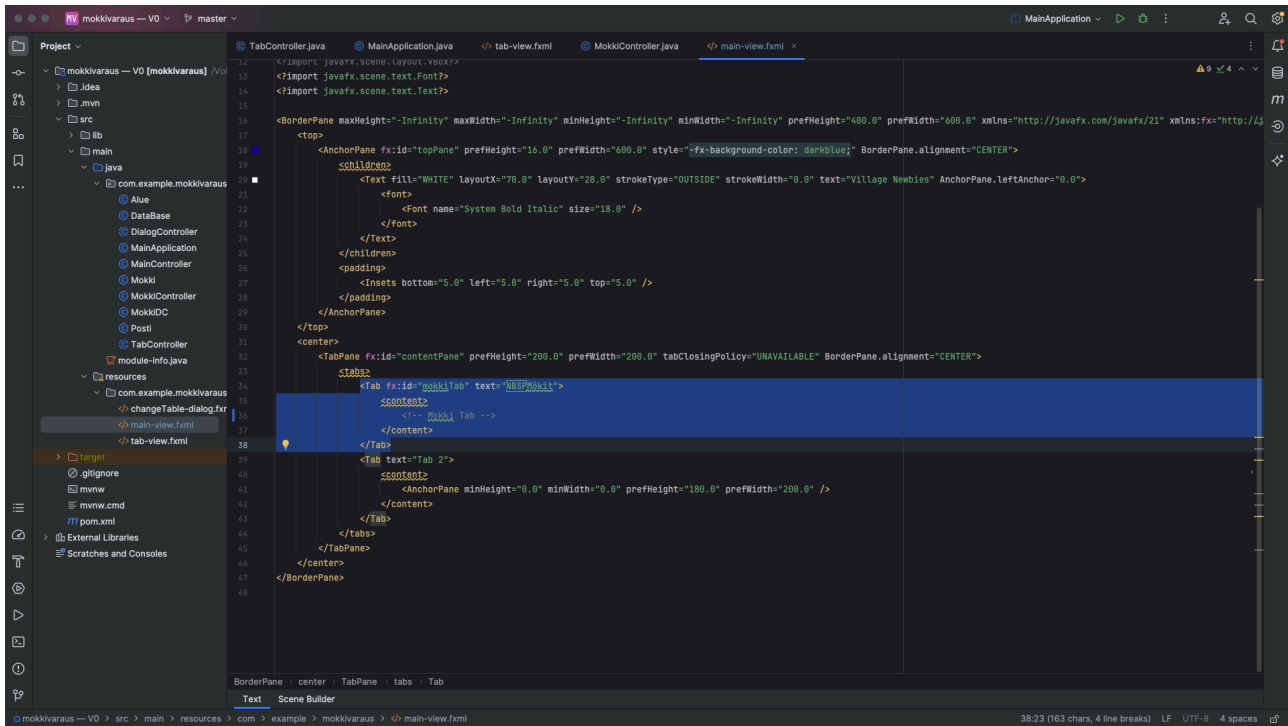 MV mokkivaraus — V0 master MainApplication
Project
TabController.java MainApplication.java tab-view.fxml MokkiController.java main-view.fxml
mokkivaraus — V0 [mokkivaraus]
.idea
.mvn
src
lib
main
java
com.example.mokkivaraus
Alue
DataBase
DialogController
MainApplication
MainController
Mokki
MokkiController
MokkiDC
Posti
TabController
module-info.java
resources
com.example.mokkivaraus
changeTable-dialog.fxr
main-view.fxml
tab-view.fxml
target
.gitignore
mvnw
mvnw.cmd
pom.xml
External Libraries
Scratches and Consoles
9 4
12 <?import javafx.scene.layout.VBox?>
13 <?import javafx.scene.text.Font?>
14 <?import javafx.scene.text.Text?>
15
16 <BorderPane maxHeight="-Infinity" maxWidth="-Infinity" minHeight="-Infinity" minWidth="-Infinity" prefHeight="400.0" prefWidth="600.0" xmlns="http://javafx.com/javafx/21" xmlns:fx="http:/
17 <top>
18 <AnchorPane fx:id="topPane" prefHeight="16.0" prefWidth="600.0" style="-fx-background-color: darkblue;" BorderPane.alignment="CENTER">
19 <children>
20 <Text fill="WHITE" layoutX="70.0" layoutY="28.0" strokeType="OUTSIDE" strokeWidth="0.0" text="Village Newbies" AnchorPane.leftAnchor="0.0">
21 <font>
22 <Font name="System Bold Italic" size="18.0" />
23 </font>
24 </Text>
25 </children>
26 <padding>
27 <Insets bottom="5.0" left="5.0" right="5.0" top="5.0" />
28 </padding>
29 </AnchorPane>
30 </top>
31 <center>
32 <TabPane fx:id="contentPane" prefHeight="200.0" prefWidth="200.0" tabClosingPolicy="UNAVAILABLE" BorderPane.alignment="CENTER">
33 <tabs>
34 <Tab fx:id="mokkiTab" text="NBSPMökit">
35 <content>
36 <!-- Mokki Tab -->
37 </content>
38 </Tab>
39 <Tab text="Tab 2">
40 <content>
41 <AnchorPane minHeight="0.0" minWidth="0.0" prefHeight="180.0" prefWidth="200.0" />
42 </content>
43 </Tab>
44 </tabs>
45 </TabPane>
46 </center>
47 </BorderPane>
48
BorderPane center TabPane tabs Tab
Text Scene Builder
mokkivaraus — V0 > src > main > resources > com > example > mokkivaraus > main-view.fxml 38:23 (163 chars, 4 line breaks) LF UTF-8 4 spaces